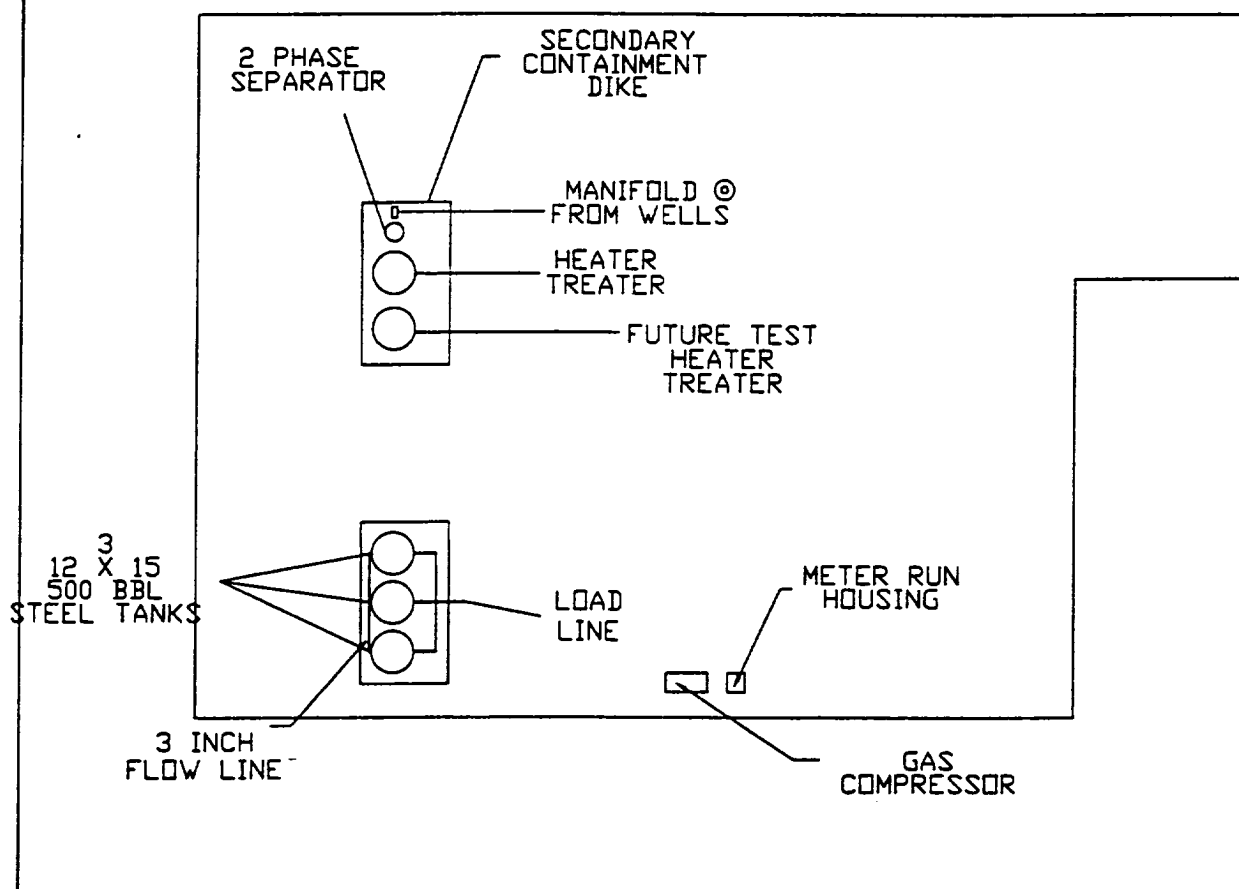 2 PHASE
SEPARATOR
SECONDARY
CONTAINMENT
DIKE
MANIFOLD @
FROM WELLS
HEATER
TREATER
FUTURE TEST
HEATER
TREATER
3
12 X 15
500 BBL
STEEL TANKS
LOAD
LINE
METER RUN
HOUSING
3 INCH
FLOW LINE
GAS
COMPRESSOR